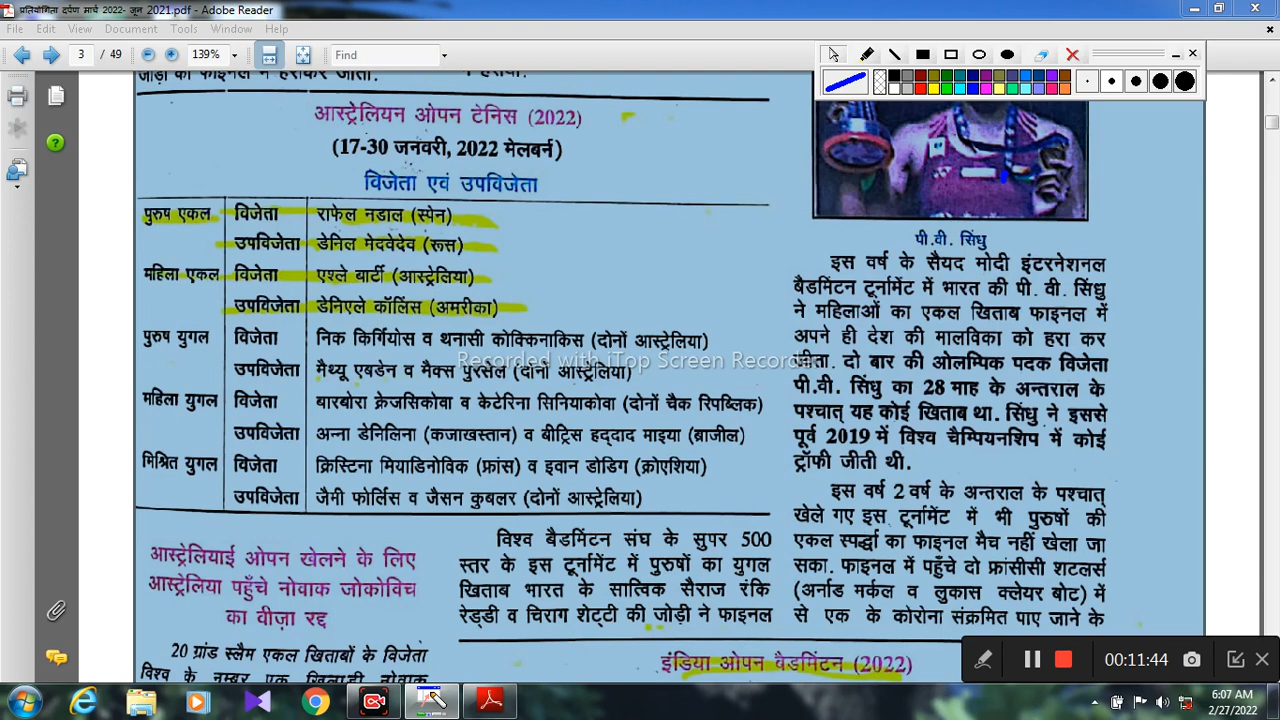 प्रतियोगिता दर्पण मार्च 2022- जून 2021.pdf - Adobe Reader
File Edit View Document Tools Window Help
3 / 49 139% Find
जोड़ी को फाइनल में हराकर जीता.
आस्ट्रेलियन ओपन टेनिस (2022)
(17-30 जनवरी, 2022 मेलबर्न)
विजेता एवं उपविजेता
पुरुष एकल विजेता राफेल नडाल (स्पेन)
उपविजेता डेनिल मेदवेदेव (रूस)
महिला एकल विजेता एश्ले बार्टी (आस्ट्रेलिया)
उपविजेता डेनिएले कॉलिंस (अमरीका)
पुरुष युगल विजेता निक किर्गियोस व थनासी कोक्किनाकिस (दोनों आस्ट्रेलिया)
उपविजेता मैथ्यू एबडेन व मैक्स पुरसेल (दोनों आस्ट्रेलिया)
महिला युगल विजेता बारबोरा क्रेजसिकोवा व केटेरिना सिनियाकोवा (दोनों चैक रिपब्लिक)
उपविजेता अन्ना डेनिलिना (कजाखस्तान) व बीट्रिस हद्दाद माइया (ब्राजील)
मिश्रित युगल विजेता क्रिस्टिना मियाडिनोविक (फ्रांस) व इवान डोडिग (क्रोएशिया)
उपविजेता जैमी फोर्लिस व जैसन कुबलर (दोनों आस्ट्रेलिया)
Recorded with iTop Screen Recorder
आस्ट्रेलियाई ओपन खेलने के लिए
आस्ट्रेलिया पहुँचे नोवाक जोकोविच
का वीज़ा रद्द
20 ग्रांड स्लैम एकल खिताबों के विजेता
विश्व के नम्बर एक खिलाड़ी नोवाक
विश्व बैडमिंटन संघ के सुपर 500
स्तर के इस टूर्नामेंट में पुरुषों का युगल
खिताब भारत के सात्विक सैराज रंकि
रेड्डी व चिराग शेट्टी की जोड़ी ने फाइनल
इंडिया ओपन बैडमिंटन (2022)
पी.वी. सिंधु
इस वर्ष के सैयद मोदी इंटरनेशनल
बैडमिंटन टूर्नामेंट में भारत की पी. वी. सिंधु
ने महिलाओं का एकल खिताब फाइनल में
अपने ही देश की मालविका को हरा कर
जीता. दो बार की ओलम्पिक पदक विजेता
पी.वी. सिंधु का 28 माह के अन्तराल के
पश्चात् यह कोई खिताब था. सिंधु ने इससे
पूर्व 2019 में विश्व चैम्पियनशिप में कोई
ट्रॉफी जीती थी.
इस वर्ष 2 वर्ष के अन्तराल के पश्चात्
खेले गए इस टूर्नामेंट में भी पुरुषों की
एकल स्पर्द्धा का फाइनल मैच नहीं खेला जा
सका. फाइनल में पहुँचे दो फ्रांसीसी शटलर्स
(अर्नाड मर्कल व लुकास क्लेयर बोट) में
से एक के कोरोना संक्रमित पाए जाने के
00:11:44
6:07 AM
2/27/2022